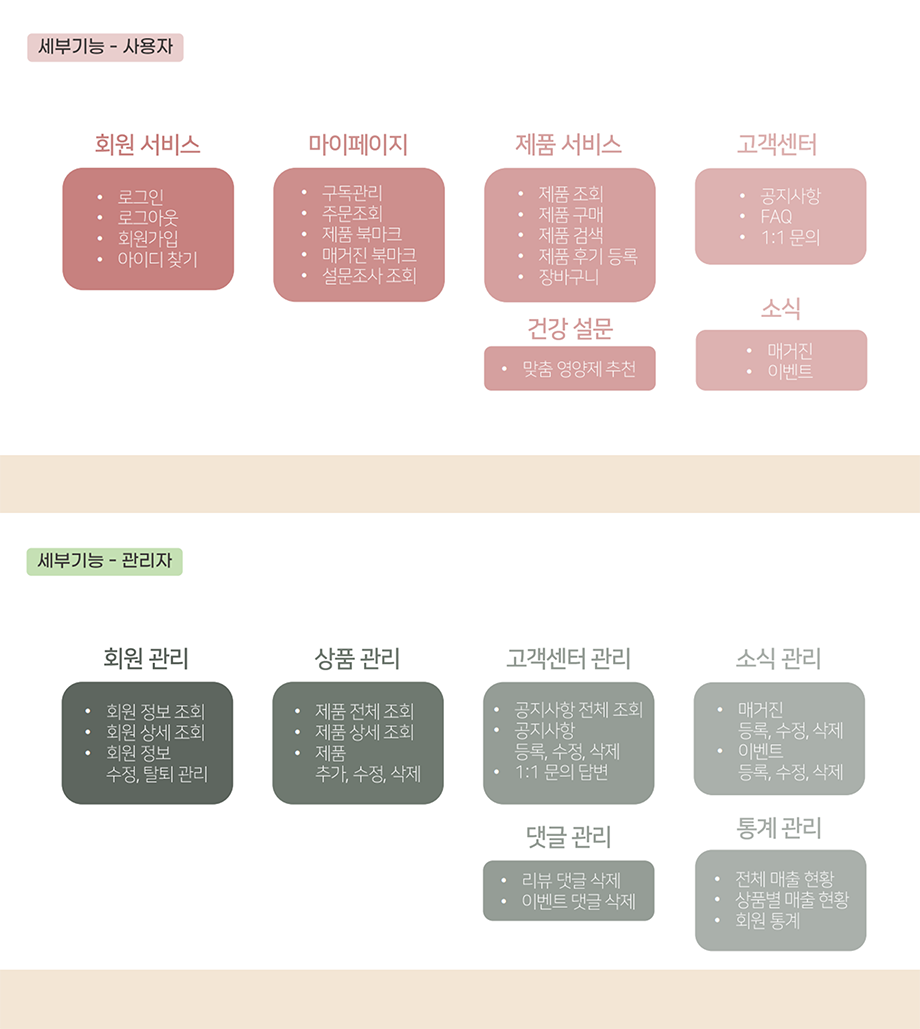 세부기능 - 사용자
회원 서비스
• 로그인
• 로그아웃
• 회원가입
• 아이디 찾기
마이페이지
• 구독관리
• 주문조회
• 제품 북마크
• 매거진 북마크
• 설문조사 조회
제품 서비스
• 제품 조회
• 제품 구매
• 제품 검색
• 제품 후기 등록
• 장바구니
건강 설문
• 맞춤 영양제 추천
고객센터
• 공지사항
• FAQ
• 1:1 문의
소식
• 매거진
• 이벤트
세부기능 - 관리자
회원 관리
• 회원 정보 조회
• 회원 상세 조회
• 회원 정보
수정, 탈퇴 관리
상품 관리
• 제품 전체 조회
• 제품 상세 조회
• 제품
추가, 수정, 삭제
고객센터 관리
• 공지사항 전체 조회
• 공지사항
등록, 수정, 삭제
• 1:1 문의 답변
댓글 관리
• 리뷰 댓글 삭제
• 이벤트 댓글 삭제
소식 관리
• 매거진
등록, 수정, 삭제
• 이벤트
등록, 수정, 삭제
통계 관리
• 전체 매출 현황
• 상품별 매출 현황
• 회원 통계